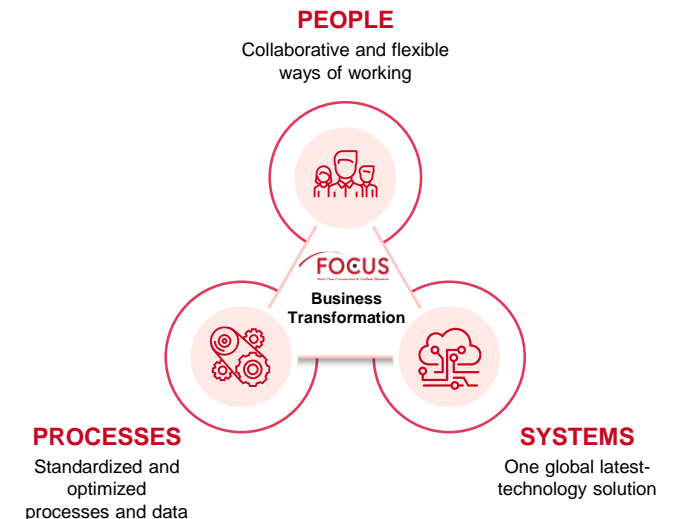 PEOPLE
Collaborative and flexible
ways of working
FOCUS
Business
Transformation
PROCESSES
Standardized and
optimized
processes and data
SYSTEMS
One global latest-
technology solution